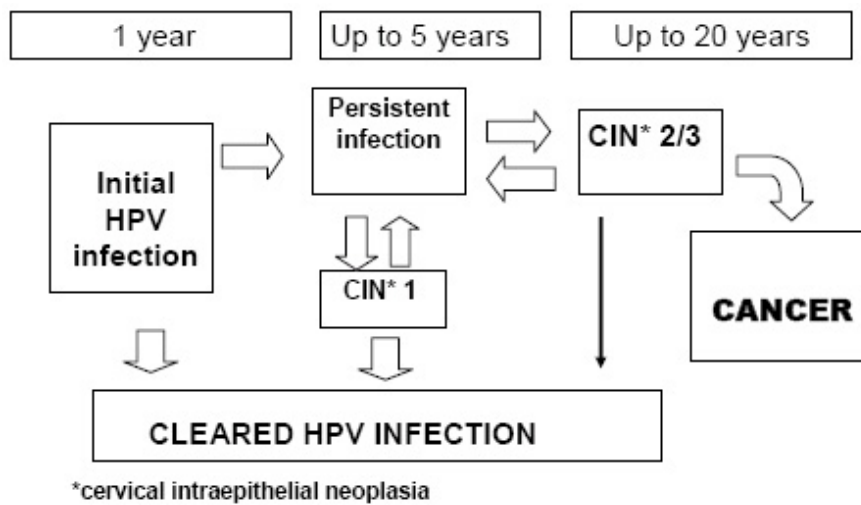 1 year
Up to 5 years
Up to 20 years
Initial
HPV
infection
Persistent
infection
CIN* 2/3
CIN* 1
CANCER
CLEARED HPV INFECTION
*cervical intraepithelial neoplasia